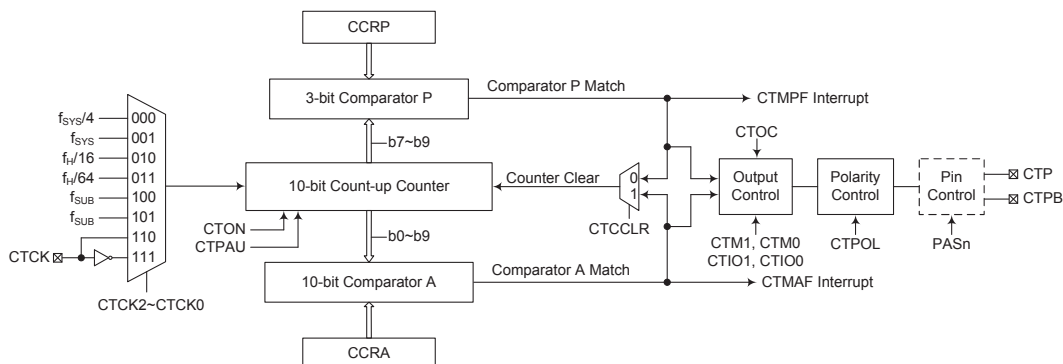 CCRP
3-bit Comparator P
Comparator P Match
CTMPF Interrupt
b7~b9
fSYS/4
000
fSYS
001
fH/16
010
fH/64
011
fSUB
100
fSUB
101
110
CTCK
111
CTCK2~CTCK0
10-bit Count-up Counter
Counter Clear
0
1
CTCCLR
CTON
CTPAU
b0~b9
CTOC
Output
Control
CTM1, CTM0
CTIO1, CTIO0
Polarity
Control
CTPOL
Pin
Control
PASn
CTP
CTPB
10-bit Comparator A
Comparator A Match
CTMAF Interrupt
CCRA